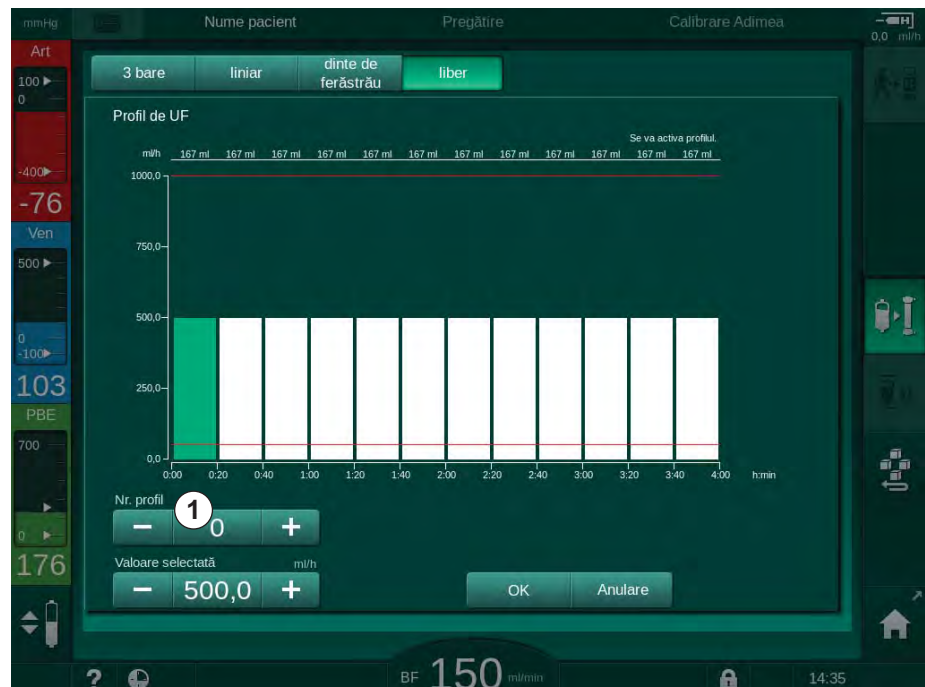 mmHg Nume pacient Pregătire Calibrare Adimea
0,0 ml/h
Art
100
0
-400
-76
Ven
500
0
-100
103
PBE
700
0
176
3 bare liniar dinte de ferăstrău liber
Profil de UF
Se va activa profilul.
ml/h 167 ml 167 ml 167 ml 167 ml 167 ml 167 ml 167 ml 167 ml 167 ml 167 ml 167 ml 167 ml
1000,0
750,0
500,0
250,0
0,0
0:00 0:20 0:40 1:00 1:20 1:40 2:00 2:20 2:40 3:00 3:20 3:40 4:00 h:min
Nr. profil
1
− 0 +
Valoare selectată ml/h
− 500,0 +
OK Anulare
? BF 150 ml/min 14:35